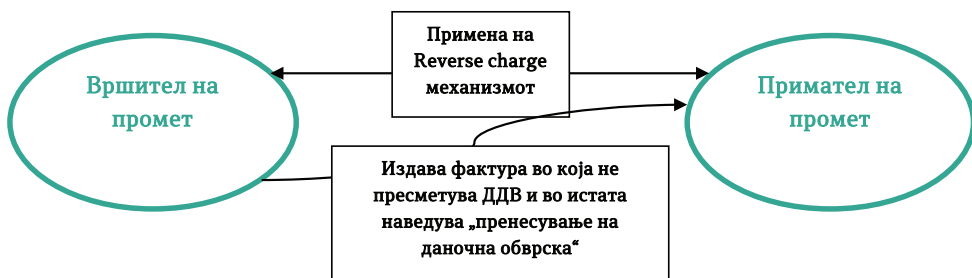 Примена на
Reverse charge
механизмот
Вршител на
промет
Примател на
промет
Издава фактура во која не
пресметува ДДВ и во истата
наведува „пренесување на
даночна обврска“